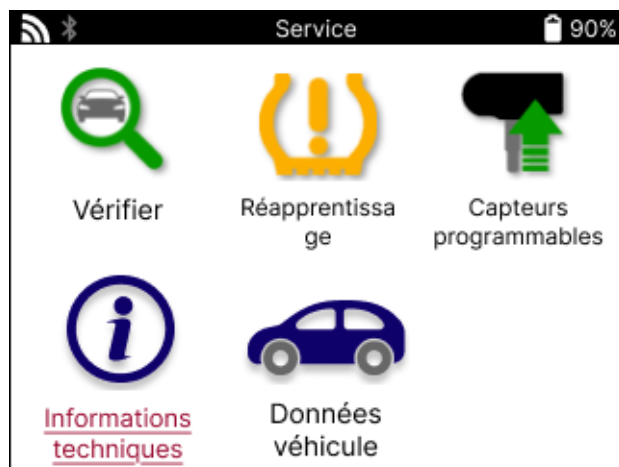 Service
90%
Vérifier
Réapprentissa
ge
Capteurs
programmables
Informations
techniques
Données
véhicule